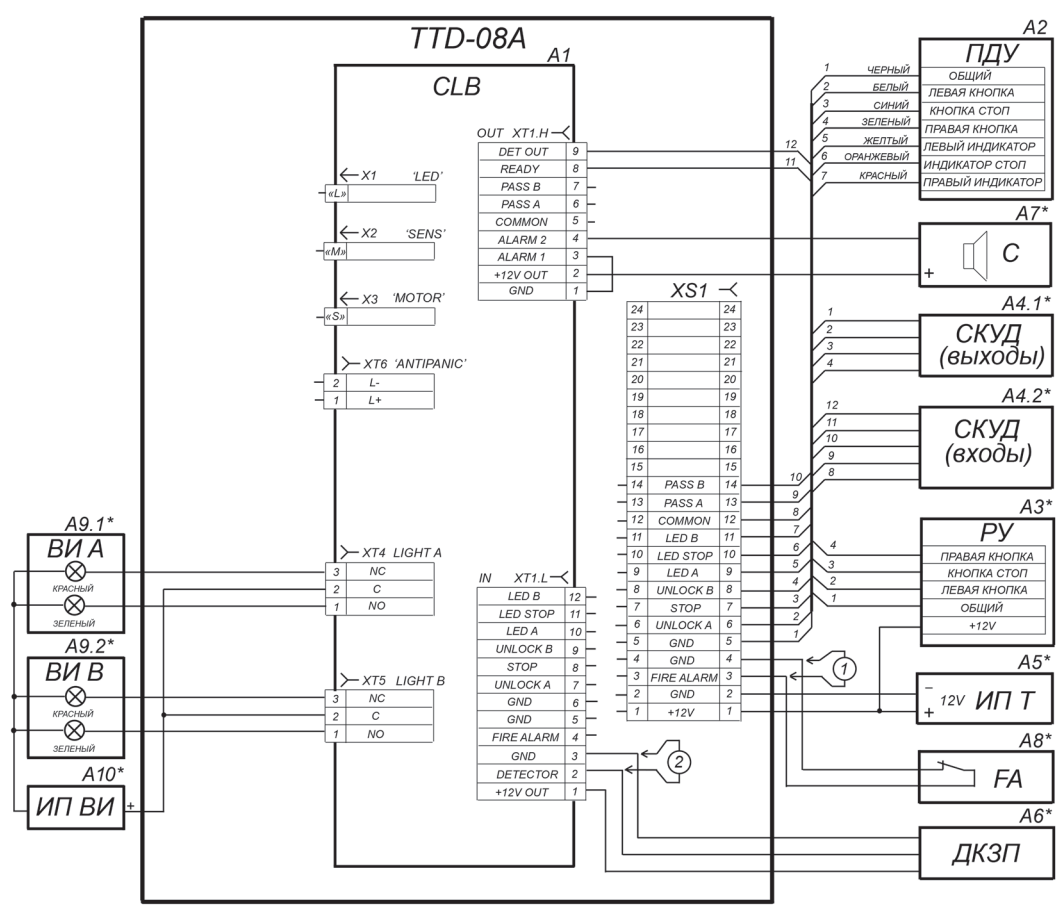 TTD-08A
A1
CLB
OUT XT1.H
DET OUT 9
READY 8
PASS B 7
PASS A 6
COMMON 5
ALARM 2 4
ALARM 1 3
+12V OUT 2
GND 1
12
11
X1 'LED'
«L»
X2 'SENS'
«M»
X3 'MOTOR'
«S»
XT6 'ANTIPANIC'
2 L-
1 L+
XT4 LIGHT A
3 NC
2 C
1 NO
XT5 LIGHT B
3 NC
2 C
1 NO
IN XT1.L
LED B 12
LED STOP 11
LED A 10
UNLOCK B 9
STOP 8
UNLOCK A 7
GND 6
GND 5
FIRE ALARM 4
GND 3
DETECTOR 2
+12V OUT 1
XS1
24 24
23 23
22 22
21 21
20 20
19 19
18 18
17 17
16 16
15 15
14 PASS B 14
13 PASS A 13
12 COMMON 12
11 LED B 11
10 LED STOP 10
9 LED A 9
8 UNLOCK B 8
7 STOP 7
6 UNLOCK A 6
5 GND 5
4 GND 4
3 FIRE ALARM 3
2 GND 2
1 +12V 1
10
9
8
7
6
5
4
3
2
1
1
2
A9.1*
ВИ А
КРАСНЫЙ
ЗЕЛЕНЫЙ
A9.2*
ВИ В
КРАСНЫЙ
ЗЕЛЕНЫЙ
A10*
ИП ВИ +
A2
ПДУ
1 ЧЕРНЫЙ ОБЩИЙ
2 БЕЛЫЙ ЛЕВАЯ КНОПКА
3 СИНИЙ КНОПКА СТОП
4 ЗЕЛЕНЫЙ ПРАВАЯ КНОПКА
5 ЖЕЛТЫЙ ЛЕВЫЙ ИНДИКАТОР
6 ОРАНЖЕВЫЙ ИНДИКАТОР СТОП
7 КРАСНЫЙ ПРАВЫЙ ИНДИКАТОР
A7*
С
+
A4.1*
1
2
3
4
СКУД
(выходы)
A4.2*
12
11
10
9
8
СКУД
(входы)
A3*
РУ
4 ПРАВАЯ КНОПКА
3 КНОПКА СТОП
2 ЛЕВАЯ КНОПКА
1 ОБЩИЙ
+12V
A5*
−
+
12V ИП Т
A8*
FA
A6*
ДКЗП